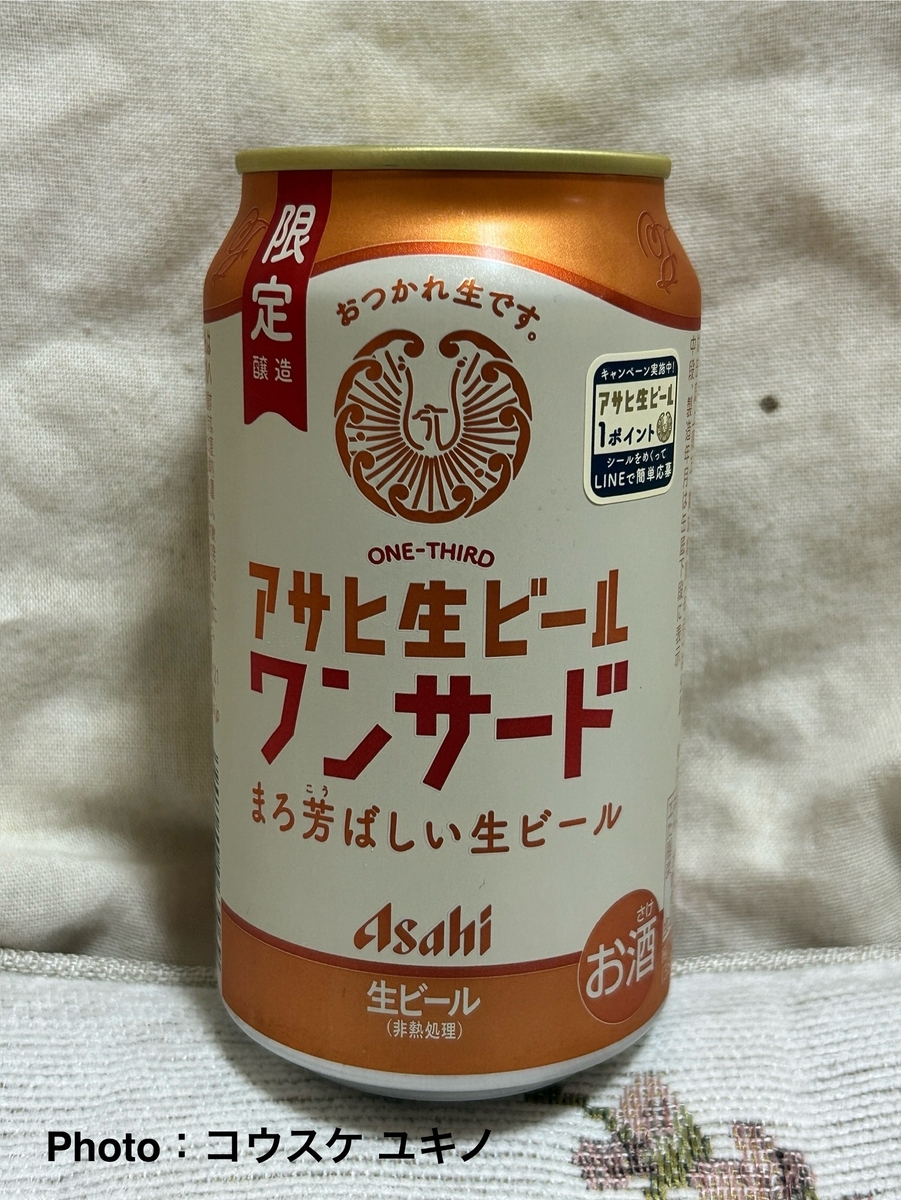 限定
醸造
おつかれ生です。
キャンペーン実施中!
アサヒ生ビール
1ポイント
シールをめくって
LINEで簡単応募
ONE-THIRD
アサヒ生ビール
ワンサード
こう
まろ芳ばしい生ビール
Asahi
さけ
お酒
生ビール
(非熱処理)
Photo:コウスケ ユキノ